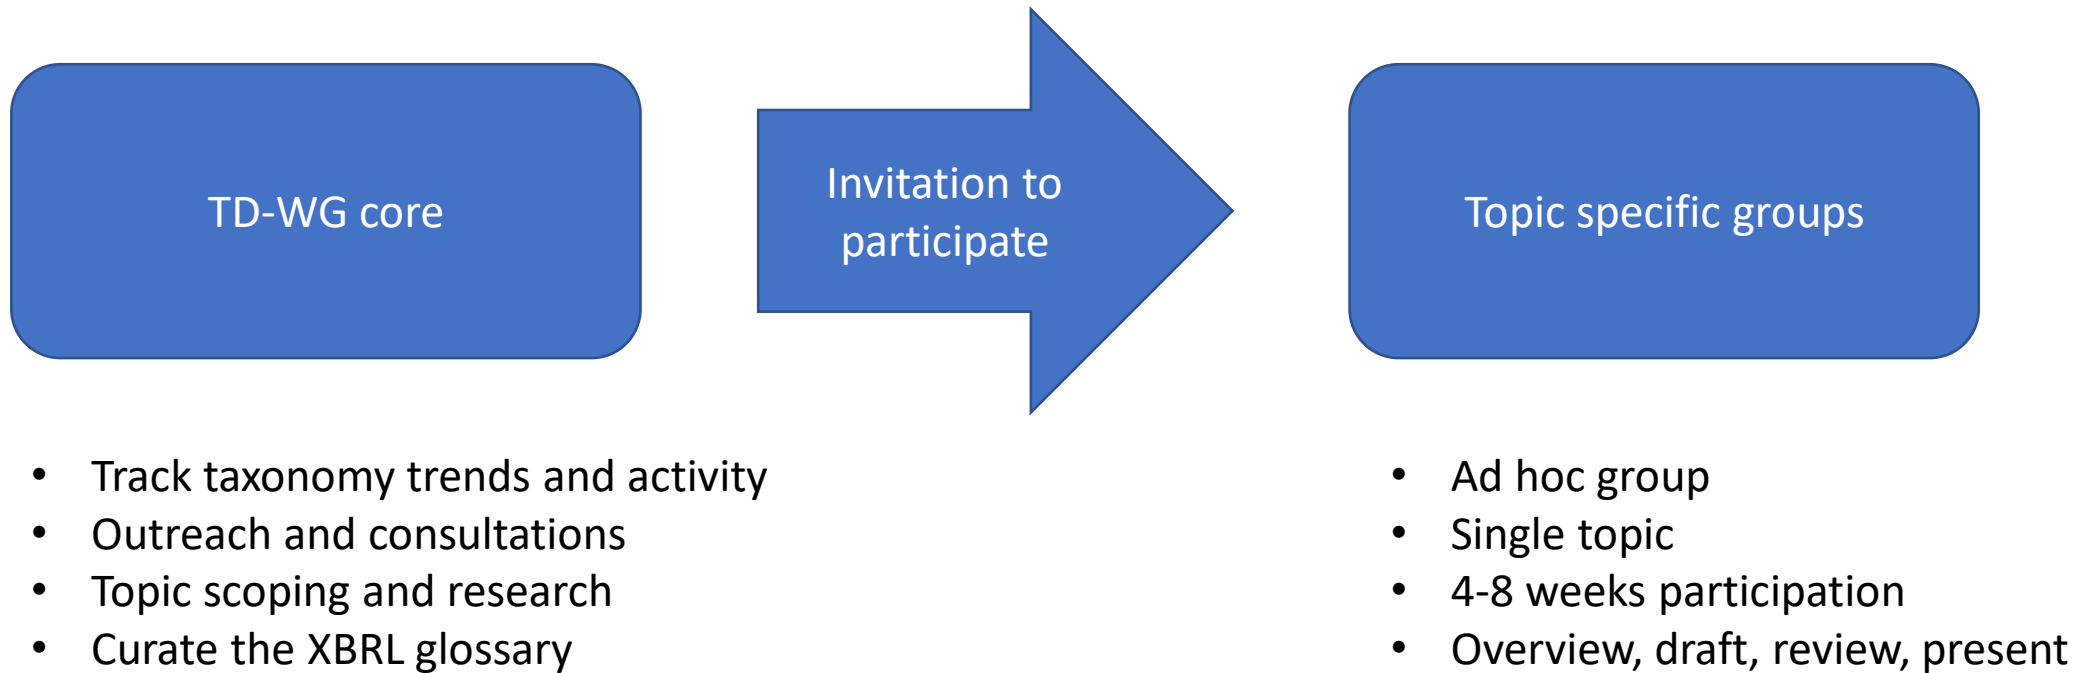 TD-WG core
Invitation to
participate
Topic specific groups
• Track taxonomy trends and activity
• Outreach and consultations
• Topic scoping and research
• Curate the XBRL glossary
• Ad hoc group
• Single topic
• 4-8 weeks participation
• Overview, draft, review, present